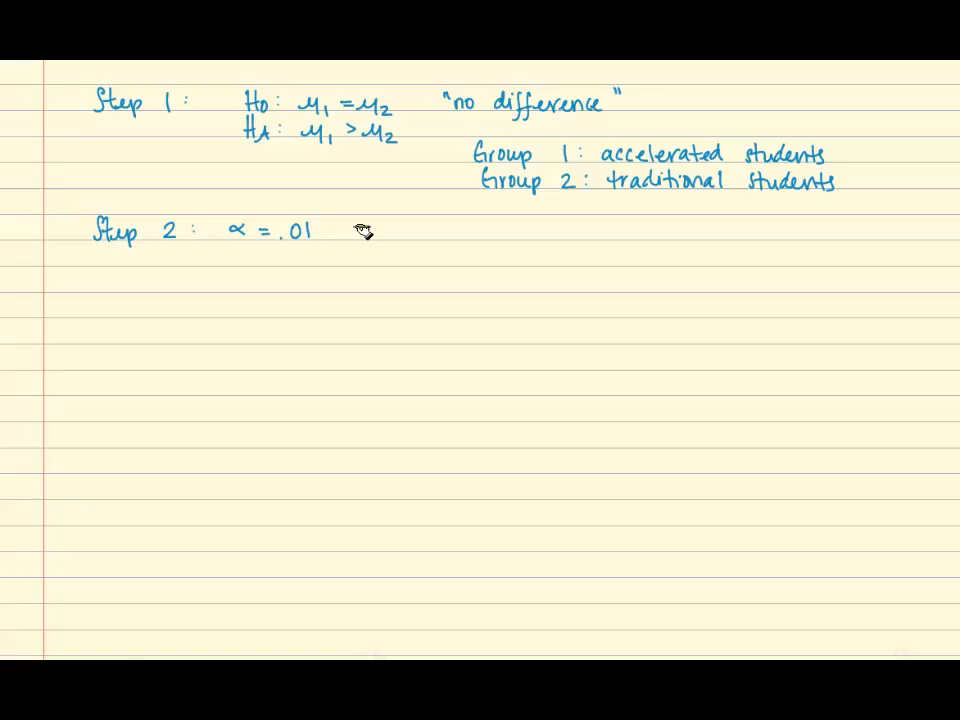 Step 1: H0: μ1 = μ2 "no difference"
HA: μ1 > μ2
Group 1: accelerated students
Group 2: traditional students
Step 2: α = .01